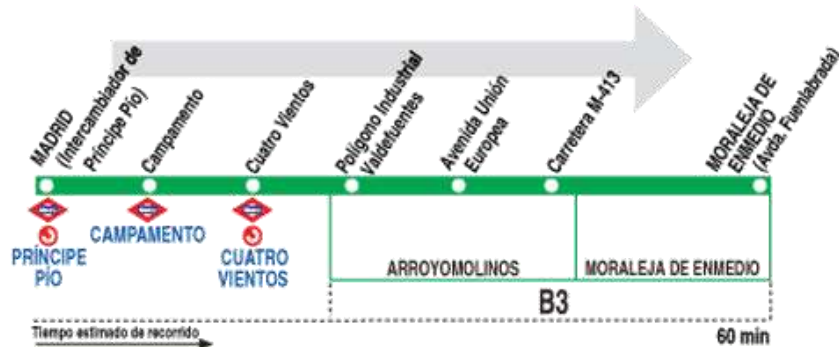 MADRID
(Intercambiador de
Príncipe Pío)
Campamento
Cuatro Vientos
Polígono Industrial
Valdefuentes
Avenida Unión
Europea
Carretera M-413
MORALEJA DE
ENMEDIO
(Avda. Fuenlabrada)
PRÍNCIPE
PÍO
CAMPAMENTO
CUATRO
VIENTOS
ARROYOMOLINOS
MORALEJA DE ENMEDIO
B3
Tiempo estimado de recorrido
60 min